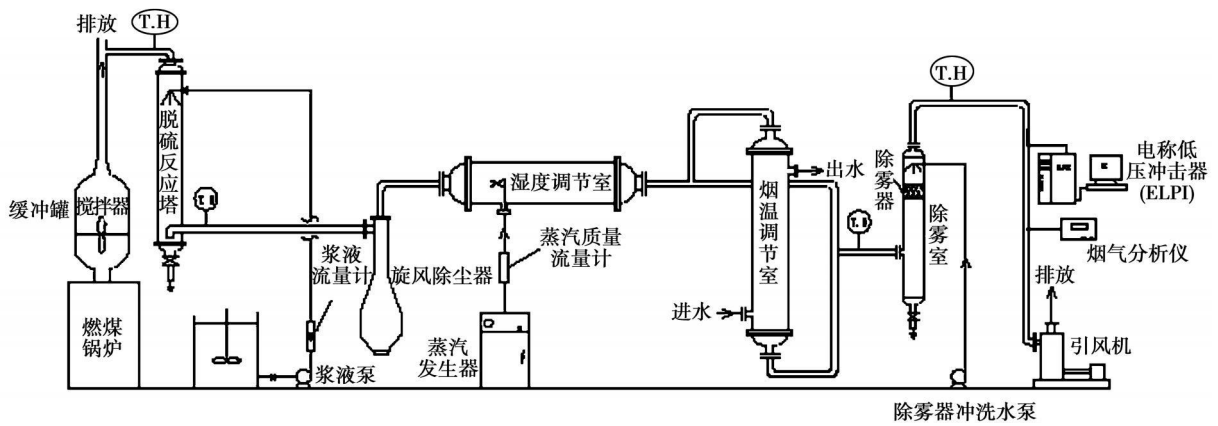 排放
T.H
脱硫反应塔
缓冲罐
搅拌器
燃煤
锅炉
浆液
流量计
浆液泵
旋风除尘器
湿度调节室
蒸汽质量
流量计
蒸汽
发生器
烟温调节室
出水
进水
T.H
除雾器
除雾室
电称低
压冲击器
(ELPI)
烟气分析仪
排放
引风机
除雾器冲洗水泵